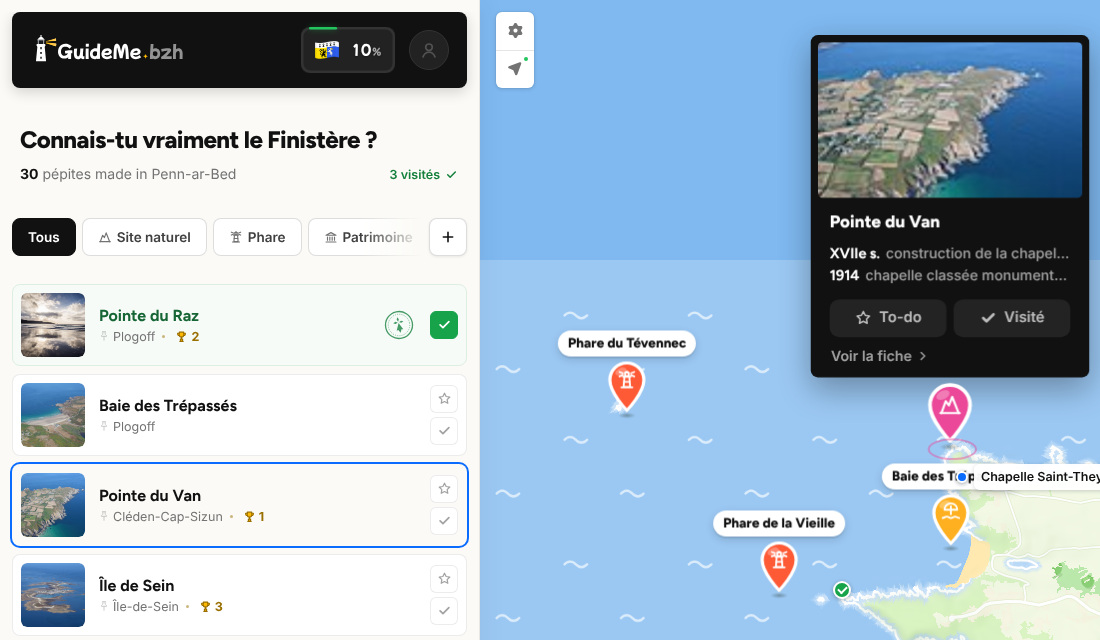 GuideMe.bzh
10%
Connais-tu vraiment le Finistère ?
30 pépites made in Penn-ar-Bed
3 visités
Tous
Site naturel
Phare
Patrimoine
+
Pointe du Raz
Plogoff • 2
Baie des Trépassés
Plogoff
Pointe du Van
Cléden-Cap-Sizun • 1
Île de Sein
Île-de-Sein • 3
Pointe du Van
XVIIe s. construction de la chapel...
1914 chapelle classée monument...
To-do
Visité
Voir la fiche
Phare du Tévennec
Baie des
Chapelle Saint-They
Phare de la Vieille